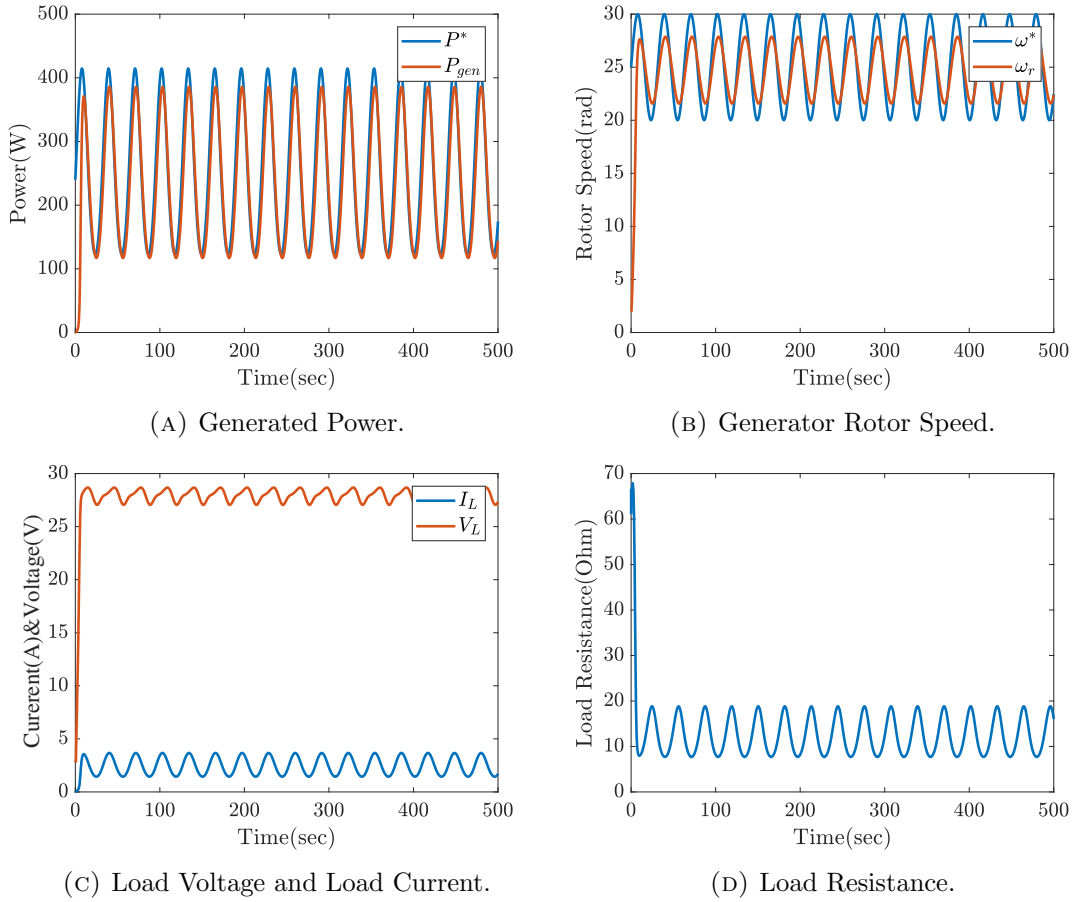 500
400
300
200
100
0
Power(W)
P*
P_gen
0 100 200 300 400 500
Time(sec)
(A) Generated Power.
30
25
20
15
10
5
0
Rotor Speed(rad)
ω*
ω_r
0 100 200 300 400 500
Time(sec)
(B) Generator Rotor Speed.
30
25
20
15
10
5
0
Curerent(A)&Voltage(V)
I_L
V_L
0 100 200 300 400 500
Time(sec)
(C) Load Voltage and Load Current.
70
60
50
40
30
20
10
0
Load Resistance(Ohm)
0 100 200 300 400 500
Time(sec)
(D) Load Resistance.